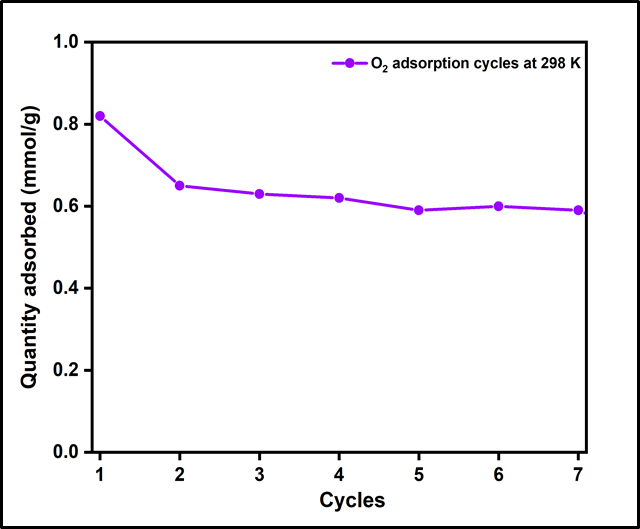 O₂ adsorption cycles at 298 K
Quantity adsorbed (mmol/g)
1.0
0.8
0.6
0.4
0.2
0.0
1 2 3 4 5 6 7
Cycles